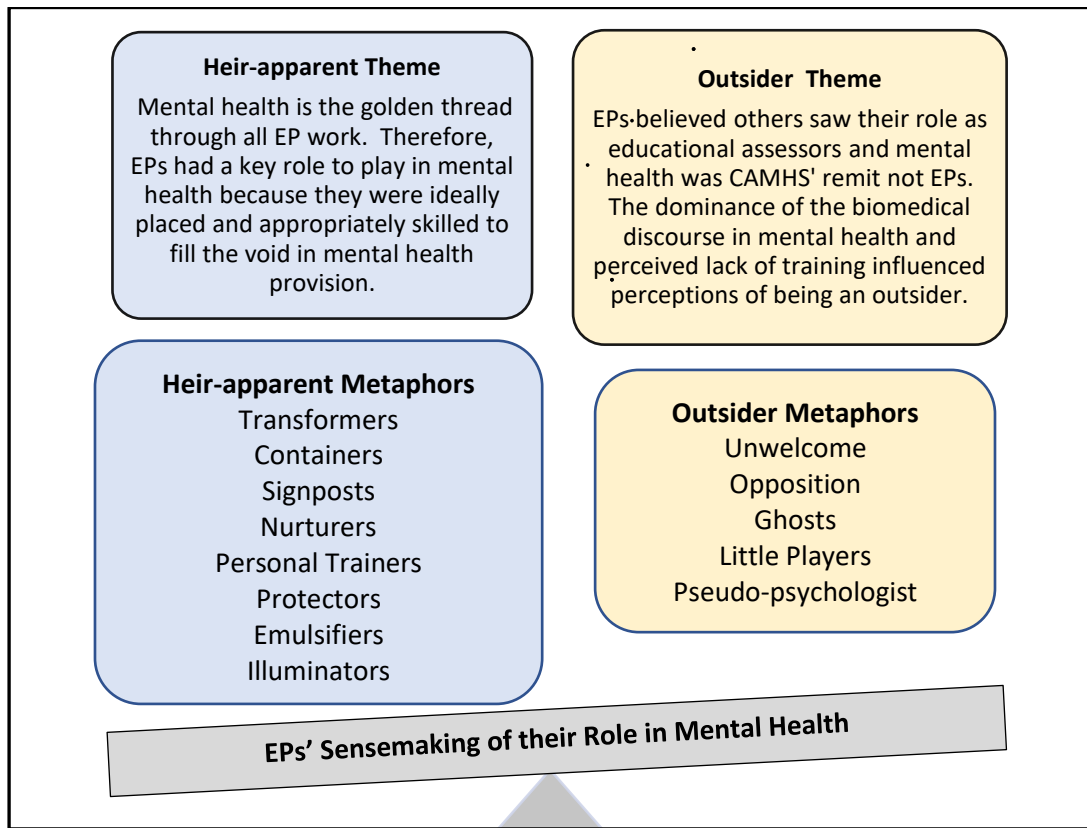 Heir-apparent Theme
Mental health is the golden thread
through all EP work. Therefore,
EPs had a key role to play in mental
health because they were ideally
placed and appropriately skilled to
fill the void in mental health
provision.
Outsider Theme
EPs believed others saw their role as
educational assessors and mental
health was CAMHS' remit not EPs.
The dominance of the biomedical
discourse in mental health and
perceived lack of training influenced
perceptions of being an outsider.
Heir-apparent Metaphors
Transformers
Containers
Signposts
Nurturers
Personal Trainers
Protectors
Emulsifiers
Illuminators
Outsider Metaphors
Unwelcome
Opposition
Ghosts
Little Players
Pseudo-psychologist
EPs’ Sensemaking of their Role in Mental Health